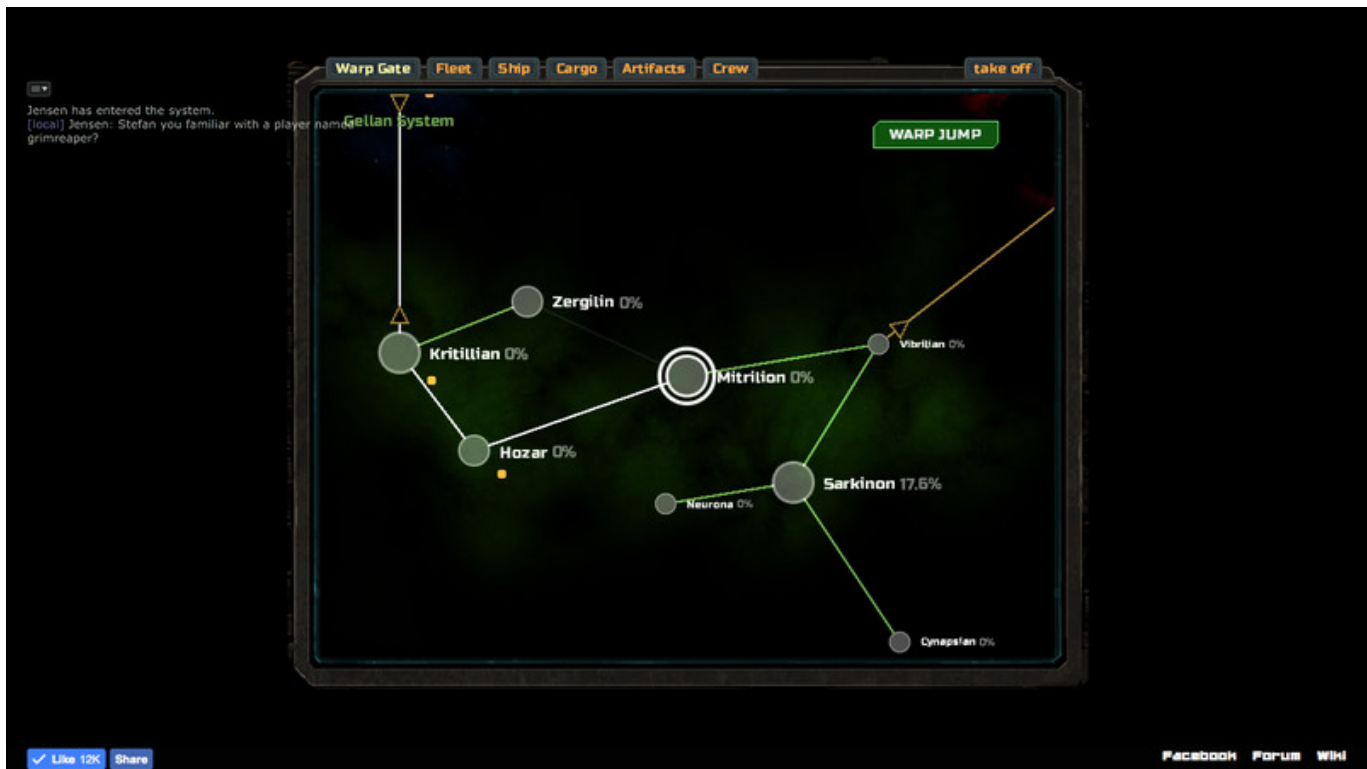 Warp Gate Fleet Ship Cargo Artifacts Crew take off
Jensen has entered the system.
[local] Jensen: Stefan you familiar with a player named
grimreaper?
Gellan System
WARP JUMP
Zergilin 0%
Kritillian 0%
Vibrilian 0%
Mitrilion 0%
Hozar 0%
Sarkinon 17.6%
Neurona 0%
Cynapsian 0%
Like 12K Share
Facebook Forum Wiki